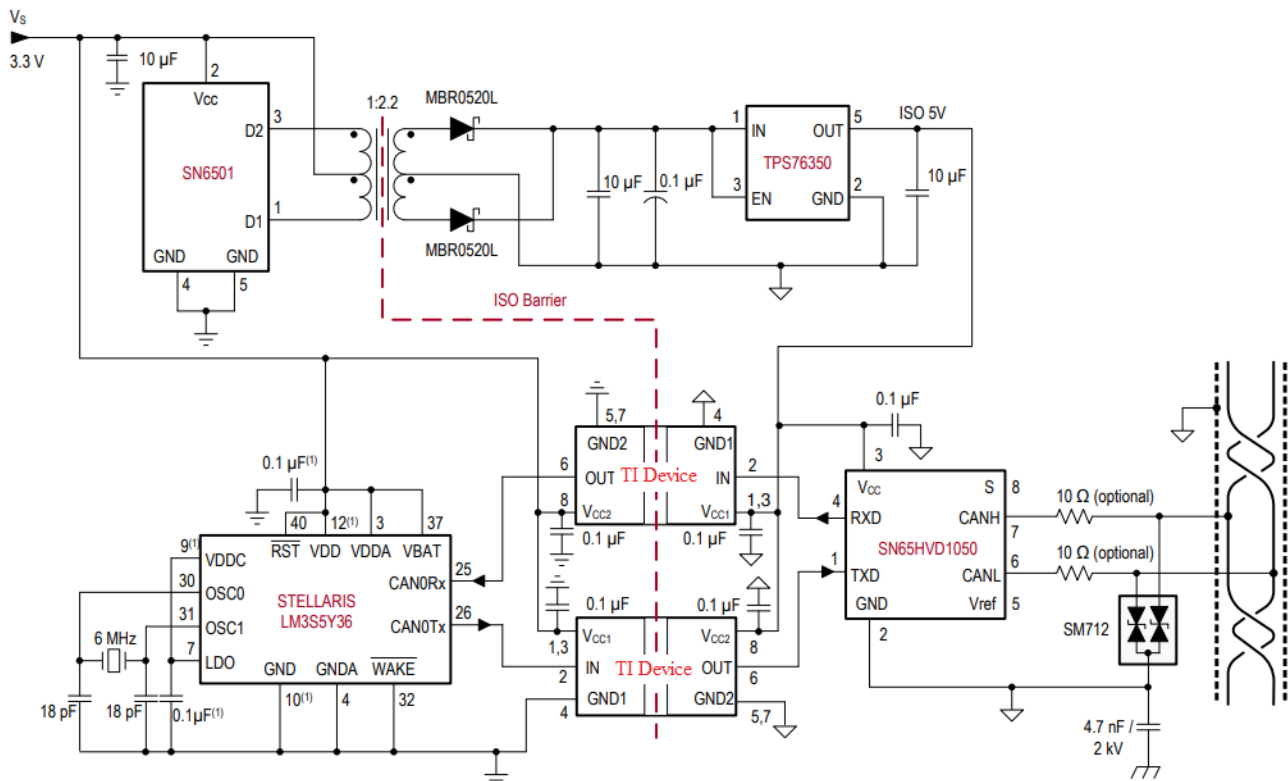 VS
3.3 V
10 µF
2
VCC
3
D2
SN6501
1
D1
GND
GND
4
5
1:2.2
MBR0520L
MBR0520L
10 µF
0.1 µF
1
IN
OUT
5
TPS76350
3
EN
GND
2
ISO 5V
10 µF
ISO Barrier
5,7
GND2
6
OUT
8
VCC2
0.1 µF
TI Device
4
GND1
IN
2
1,3
VCC1
0.1 µF
0.1 µF
3
VCC
S
8
4
RXD
CANH
7
SN65HVD1050
1
TXD
CANL
6
GND
Vref
5
2
10 Ω (optional)
10 Ω (optional)
SM712
4.7 nF /
2 kV
0.1 µF(1)
40
12(1)
3
37
RST
VDD
VDDA
VBAT
9(1)
VDDC
30
OSC0
31
OSC1
7
LDO
STELLARIS
LM3S5Y36
25
CAN0Rx
26
CAN0Tx
GND
GNDA
WAKE
10(1)
4
32
6 MHz
18 pF
18 pF
0.1µF(1)
0.1 µF
1,3
VCC1
IN
2
GND1
4
TI Device
0.1 µF
VCC2
8
OUT
6
GND2
5,7